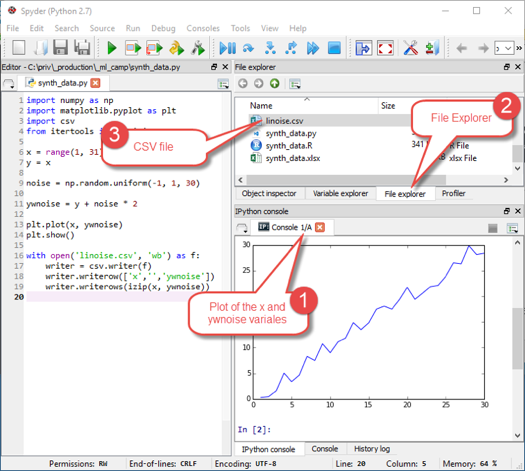 Spyder (Python 2.7)
File Edit Search Source Run Debug Consoles Tools View Help
Editor - C:\priv\_production\_ml_camp\synth_data.py
synth_data.py
1 import numpy as np
2 import matplotlib.pyplot as plt
3 import csv
4 from itertools
5
6 x = range(1, 31)
7 y = x
8
9 noise = np.random.uniform(-1, 1, 30)
10
11 ywnoise = y + noise * 2
12
13 plt.plot(x, ywnoise)
14 plt.show()
15
16 with open('linoise.csv', 'wb') as f:
17 writer = csv.writer(f)
18 writer.writerow(['x','','ywnoise'])
19 writer.writerows(izip(x, ywnoise))
20
3
CSV file
File explorer
Name Size
linoise.csv
synth_data.py
synth_data.R 341 R File
synth_data.xlsx xlsx File
2
File Explorer
Object inspector Variable explorer File explorer Profiler
IPython console
Console 1/A
30
25
20
15
10
5
0
0 5 10 15 20 25 30
1
Plot of the x and
ywnoise variales
In [2]:
IPython console Console History log
Permissions: RW End-of-lines: CRLF Encoding: UTF-8 Line: 20 Column: 5 Memory: 64 %